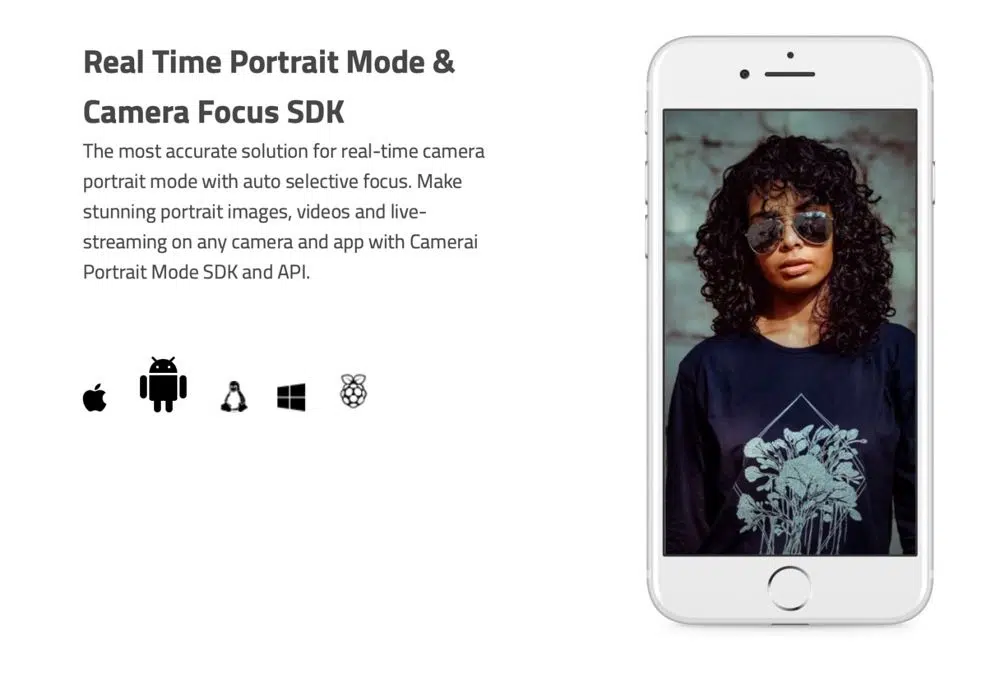 Real Time Portrait Mode &
Camera Focus SDK
The most accurate solution for real-time camera
portrait mode with auto selective focus. Make
stunning portrait images, videos and live-
streaming on any camera and app with Camerai
Portrait Mode SDK and API.